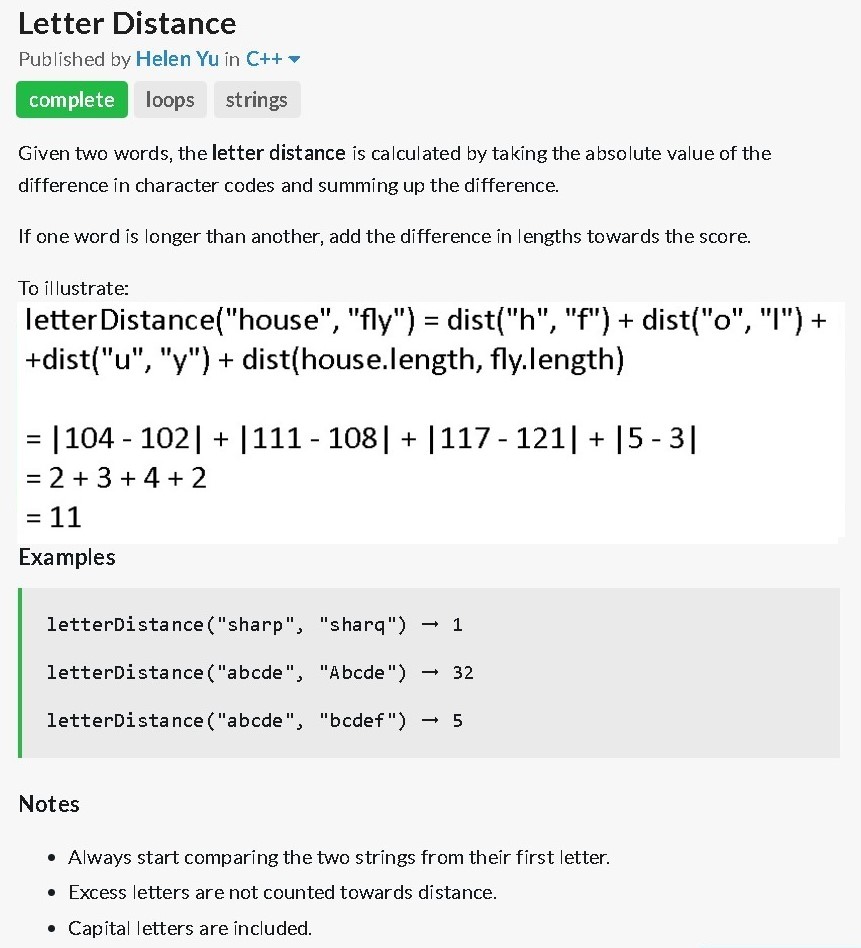 Letter Distance
Published by Helen Yu in C++
complete loops strings
Given two words, the letter distance is calculated by taking the absolute value of the
difference in character codes and summing up the difference.
If one word is longer than another, add the difference in lengths towards the score.
To illustrate:
letterDistance("house", "fly") = dist("h", "f") + dist("o", "l") +
+dist("u", "y") + dist(house.length, fly.length)
= |104 - 102| + |111 - 108| + |117 - 121| + |5 - 3|
= 2 + 3 + 4 + 2
= 11
Examples
letterDistance("sharp", "sharq") → 1
letterDistance("abcde", "Abcde") → 32
letterDistance("abcde", "bcdef") → 5
Notes
• Always start comparing the two strings from their first letter.
• Excess letters are not counted towards distance.
• Capital letters are included.